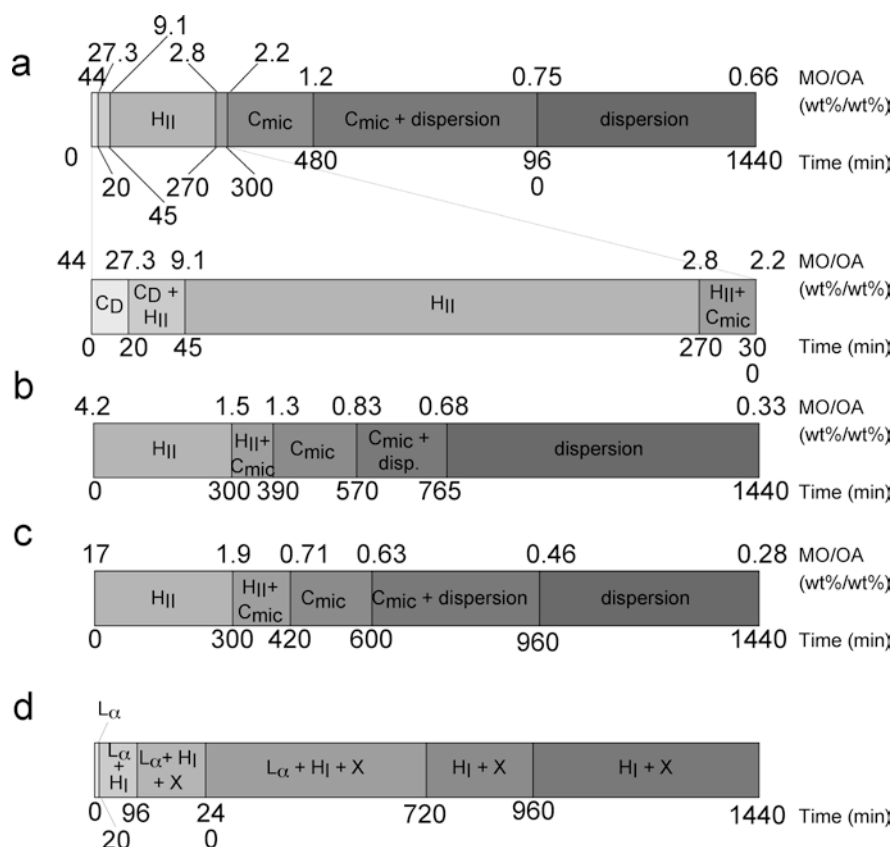 a
9.1
27.3 2.8 2.2
44 1.2 0.75 0.66 MO/OA
(wt%/wt%)
HII Cmic Cmic + dispersion dispersion
0 480 96 1440 Time (min)
20 270 300 0
45
44 27.3 9.1 2.8 2.2 MO/OA
(wt%/wt%)
CD CD + HII HII+
HII Cmic
0 20 45 270 30 Time (min)
0
b
4.2 1.5 1.3 0.83 0.68 0.33 MO/OA
(wt%/wt%)
HII HII+ Cmic Cmic + dispersion
Cmic disp.
0 300 390 570 765 1440 Time (min)
c
17 1.9 0.71 0.63 0.46 0.28 MO/OA
(wt%/wt%)
HII HII+ Cmic Cmic + dispersion dispersion
Cmic
0 300 420 600 960 1440 Time (min)
d
Lα
Lα Lα+ HI Lα + HI + X HI + X HI + X
+ + X
HI
0 96 24 720 960 1440 Time (min)
20 0